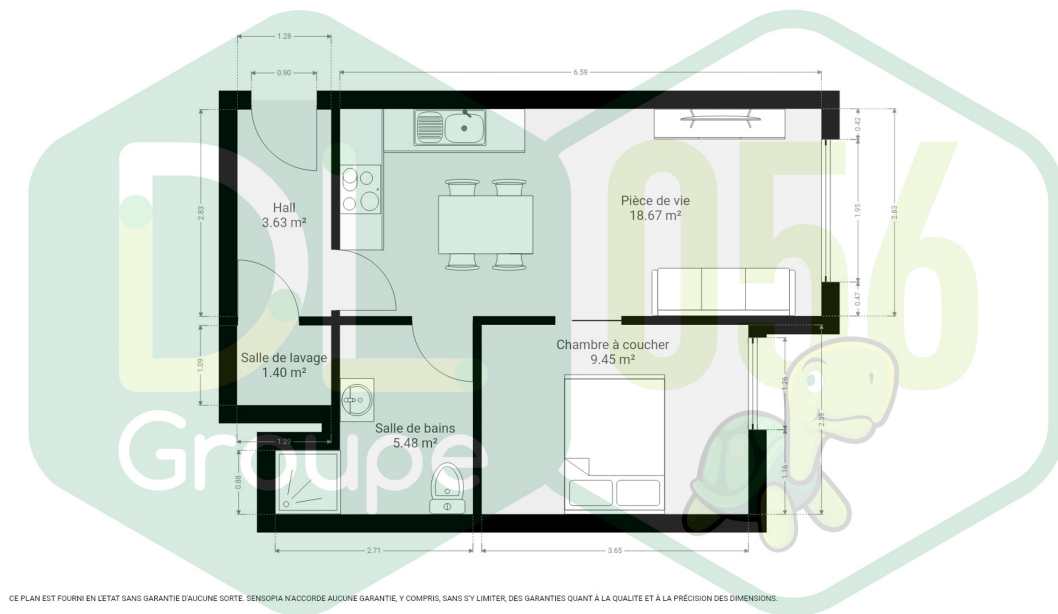 1.28
0.90
6.59
0.42
2.83
Hall
3.63 m²
Pièce de vie
18.67 m²
1.95
2.83
0.47
DL 056
Salle de lavage
1.40 m²
1.09
Chambre à coucher
9.45 m²
1.26
2.59
Salle de bains
5.48 m²
Groupe
1.29
0.88
1.16
2.71
3.65
CE PLAN EST FOURNI EN L'ETAT SANS GARANTIE D'AUCUNE SORTE. SENSOPIA N'ACCORDE AUCUNE GARANTIE, Y COMPRIS, SANS S'Y LIMITER, DES GARANTIES QUANT À LA QUALITE ET À LA PRÉCISION DES DIMENSIONS.